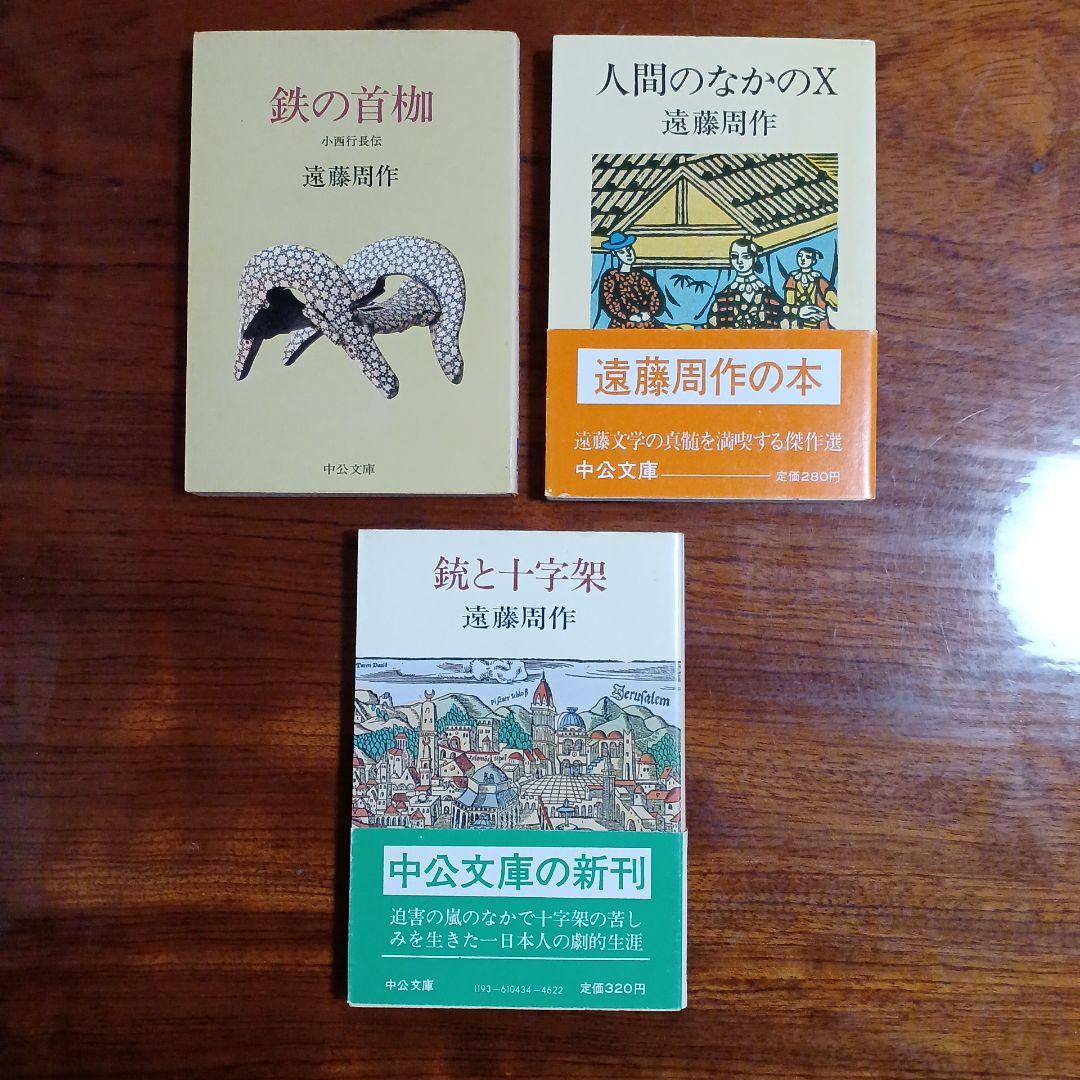 鉄の首枷
小西行長伝
遠藤周作
中公文庫
人間のなかのX
遠藤周作
遠藤周作の本
遠藤文学の真髄を満喫する傑作選
中公文庫
定価280円
銃と十字架
遠藤周作
Jerusalem
中公文庫の新刊
迫害の嵐のなかで十字架の苦し
みを生きた一日本人の劇的生涯
中公文庫 1193-610434-4622 定価320円